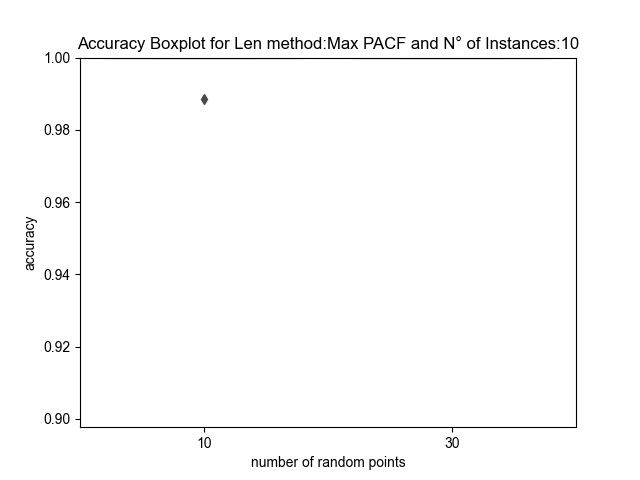 Accuracy Boxplot for Len method:Max PACF and N° of Instances:10
1.00
0.98
0.96
0.94
0.92
0.90
accuracy
10
30
number of random points